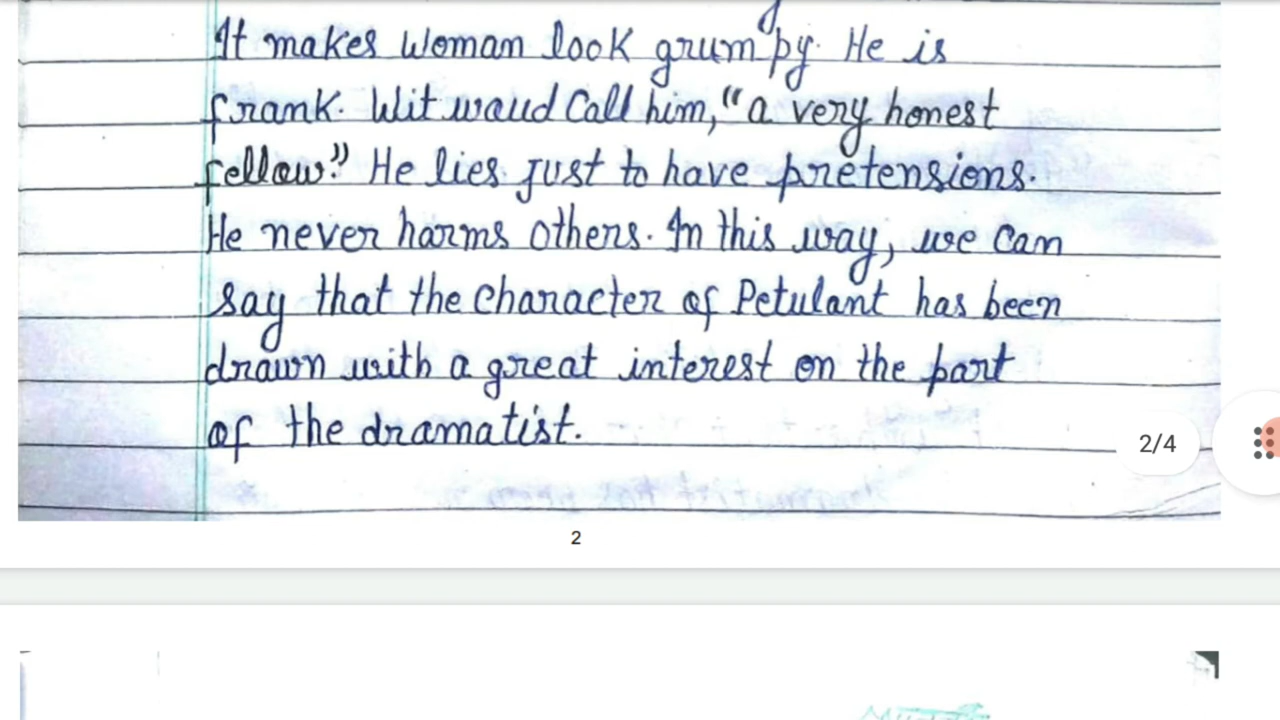 It makes Woman look grumpy. He is
frank. Wit waud Call him, "a very honest
fellow." He lies just to have pretensions.
He never harms others. In this way, we can
say that the character of Petulant has been
drawn with a great interest on the part
of the dramatist.
2/4
2